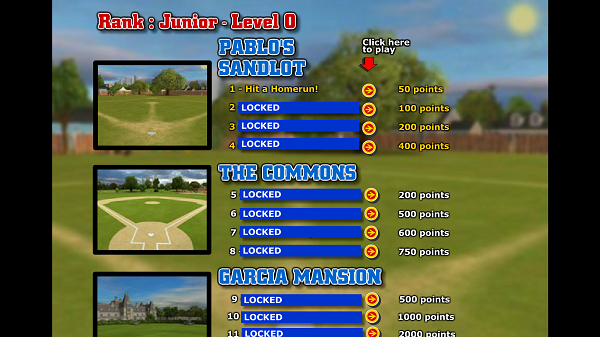 Rank : Junior - Level 0
PABLO'S
SANDLOT
Click here
to play
1 - Hit a Homerun! 50 points
2 LOCKED 100 points
3 LOCKED 200 points
4 LOCKED 400 points
THE COMMONS
5 LOCKED 200 points
6 LOCKED 500 points
7 LOCKED 600 points
8 LOCKED 750 points
GARCIA MANSION
9 LOCKED 500 points
10 LOCKED 1000 points
11 LOCKED 2000 points